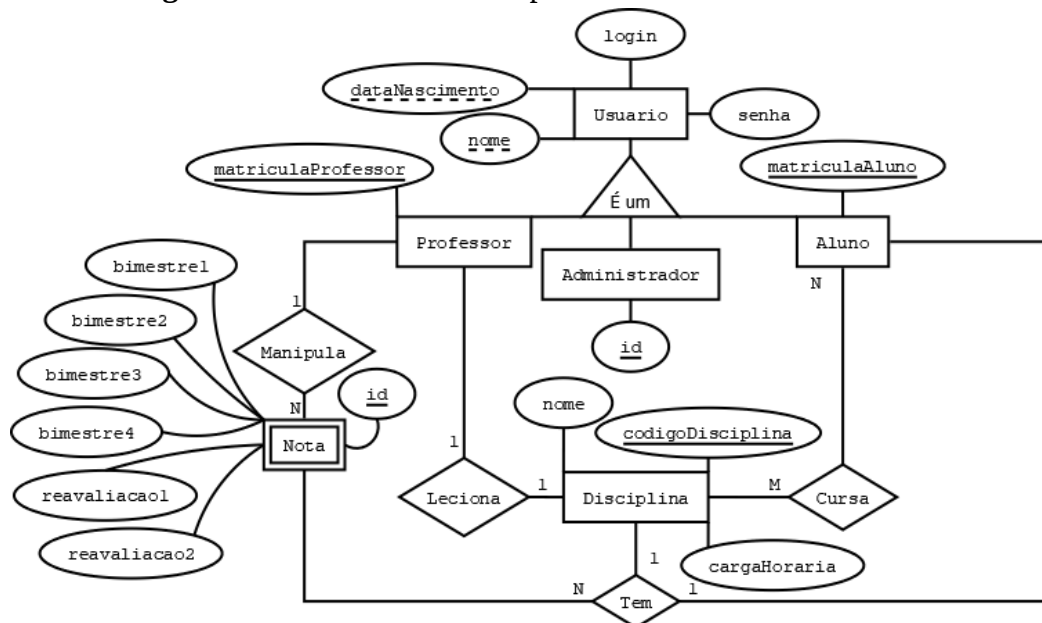 login
dataNascimento
Usuario
senha
nome
matriculaProfessor
matriculaAluno
É um
Professor
Aluno
bimestre1
Administrador
N
1
bimestre2
Manipula
bimestre3
id
id
nome
N
bimestre4
codigoDisciplina
Nota
1
reavaliacao1
Leciona
1
Disciplina
M
Cursa
reavaliacao2
1
cargaHoraria
N
Tem
1